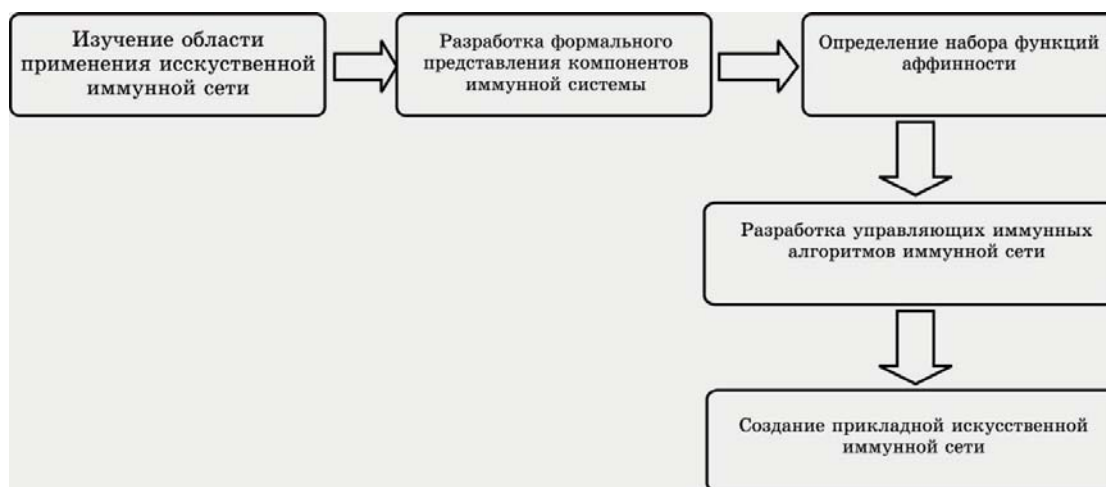 Изучение области
применения исскуственной
иммунной сети
Разработка формального
представления компонентов
иммунной системы
Определение набора функций
аффинности
Разработка управляющих иммунных
алгоритмов иммунной сети
Создание прикладной искусственной
иммунной сети